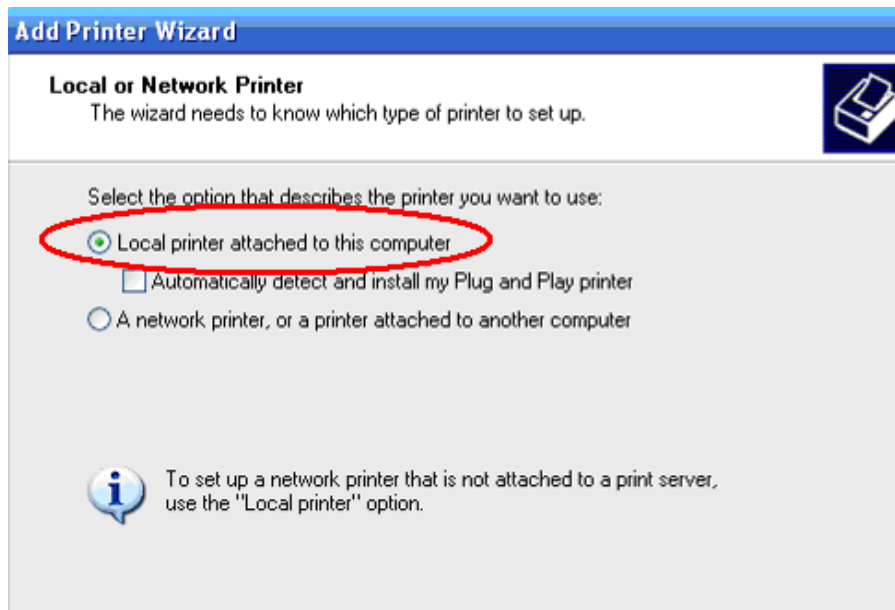 Add Printer Wizard
Local or Network Printer
The wizard needs to know which type of printer to set up.
Select the option that describes the printer you want to use:
Local printer attached to this computer
Automatically detect and install my Plug and Play printer
A network printer, or a printer attached to another computer
To set up a network printer that is not attached to a print server,
use the "Local printer" option.